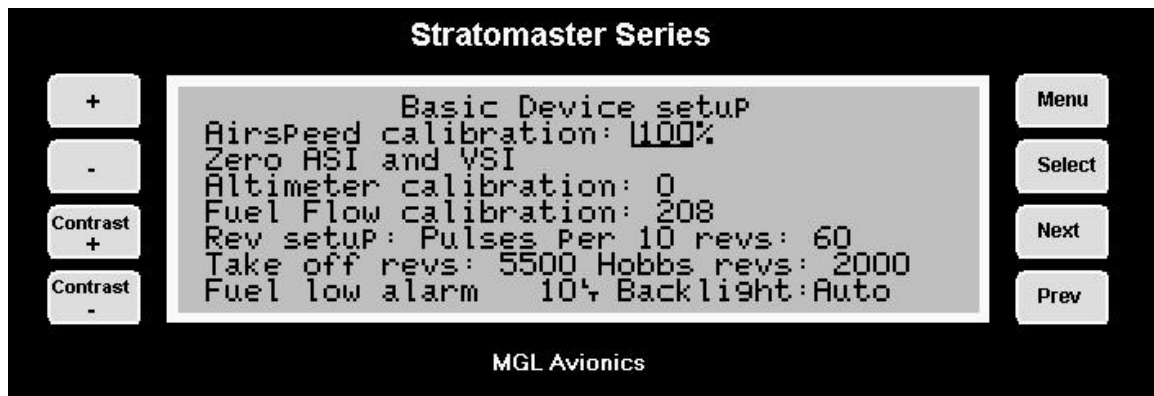 Stratomaster Series
+
-
Contrast
+
Contrast
-
Basic Device setup
Airspeed calibration: 100%
Zero ASI and VSI
Altimeter calibration: 0
Fuel Flow calibration: 208
Rev setup: Pulses per 10 revs: 60
Take off revs: 5500 Hobbs revs: 2000
Fuel low alarm 10 Backlight:Auto
Menu
Select
Next
Prev
MGL Avionics